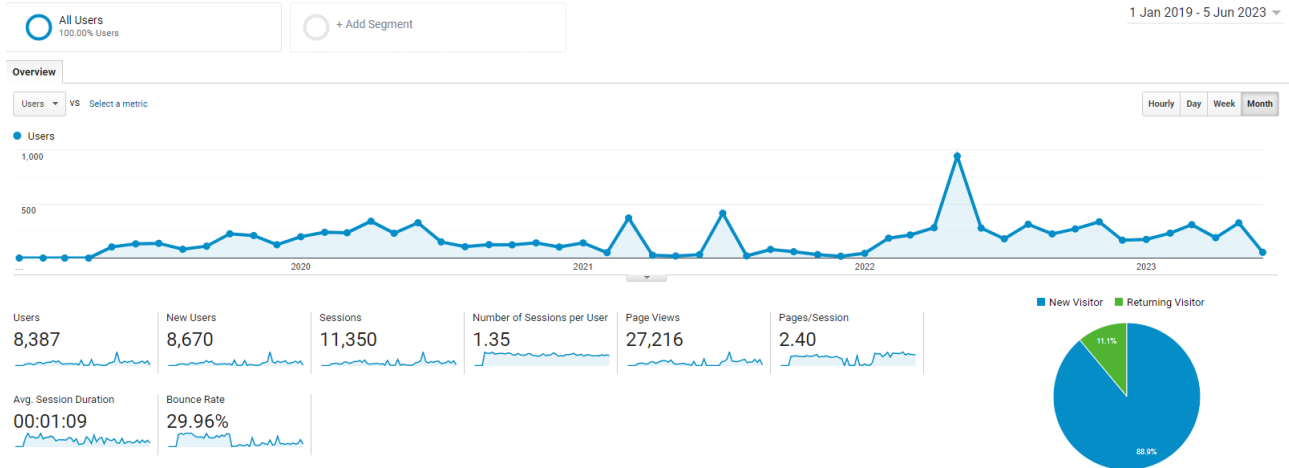 All Users
100.00% Users
+ Add Segment
1 Jan 2019 - 5 Jun 2023
Overview
Users VS Select a metric
Hourly Day Week Month
Users
1,000
500
... 2020 2021 2022 2023
New Visitor Returning Visitor
Users
8,387
New Users
8,670
Sessions
11,350
Number of Sessions per User
1.35
Page Views
27,216
Pages/Session
2.40
Avg. Session Duration
00:01:09
Bounce Rate
29.96%
11.1%
88.9%